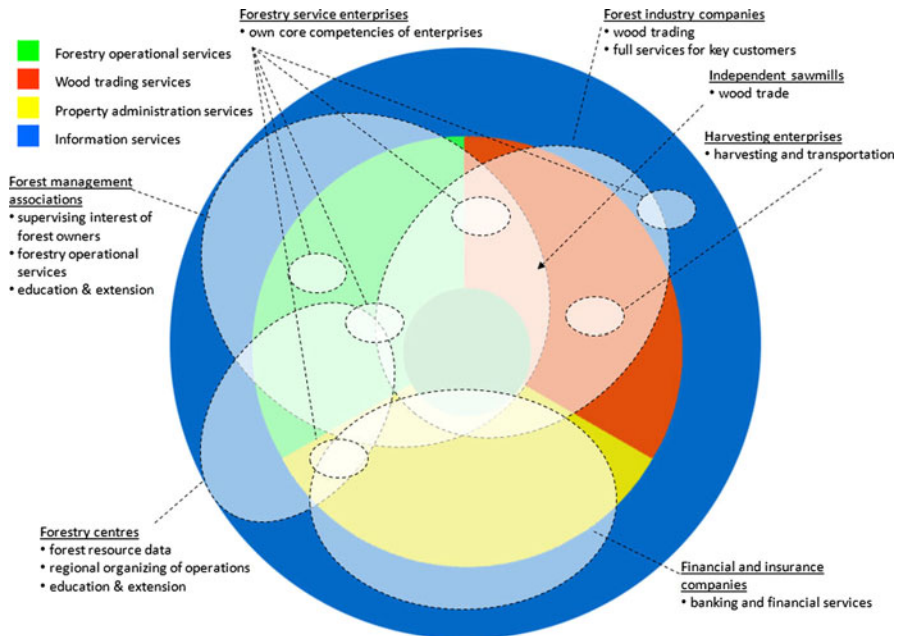 Forestry service enterprises
• own core competencies of enterprises
Forest industry companies
• wood trading
• full services for key customers
Forestry operational services
Wood trading services
Property administration services
Information services
Independent sawmills
• wood trade
Harvesting enterprises
• harvesting and transportation
Forest management
associations
• supervising interest of
forest owners
• forestry operational
services
• education & extension
Forestry centres
• forest resource data
• regional organizing of operations
• education & extension
Financial and insurance
companies
• banking and financial services